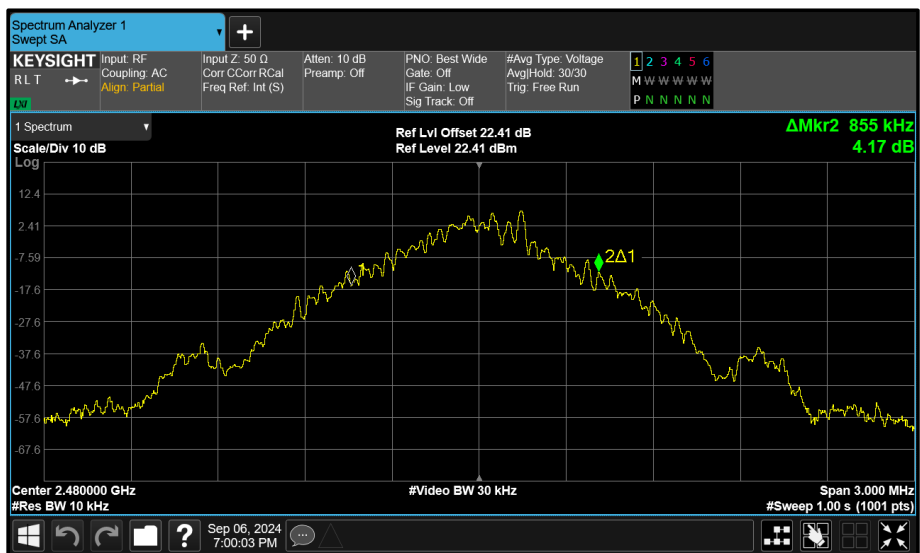 Spectrum Analyzer 1
Swept SA
+
KEYSIGHT
R L T
LXI
Input: RF
Coupling: AC
Align: Partial
Input Z: 50 Ω
Corr CCorr RCal
Freq Ref: Int (S)
Atten: 10 dB
Preamp: Off
PNO: Best Wide
Gate: Off
IF Gain: Low
Sig Track: Off
#Avg Type: Voltage
Avg|Hold: 30/30
Trig: Free Run
1 2 3 4 5 6
M W W W W W
P N N N N N
1 Spectrum
Scale/Div 10 dB
Log
Ref Lvl Offset 22.41 dB
Ref Level 22.41 dBm
ΔMkr2 855 kHz
4.17 dB
12.4
2.41
-7.59
-17.6
-27.6
-37.6
-47.6
-57.6
-67.6
1
2Δ1
Center 2.480000 GHz
#Res BW 10 kHz
#Video BW 30 kHz
Span 3.000 MHz
#Sweep 1.00 s (1001 pts)
?
Sep 06, 2024
7:00:03 PM